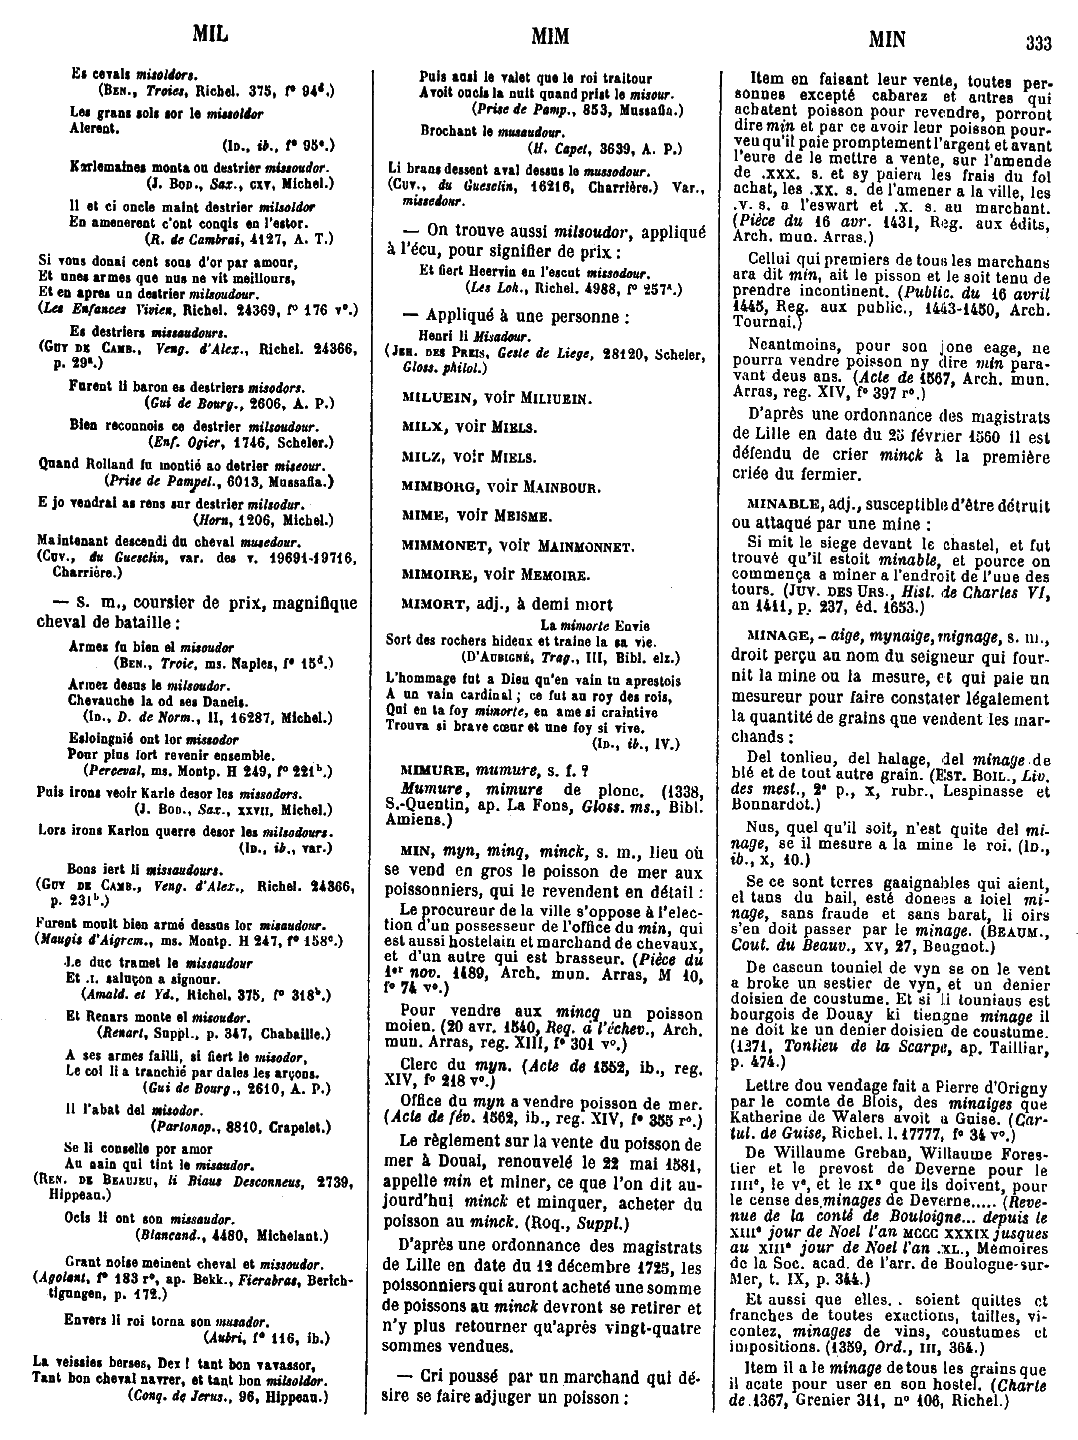 MIL
MIM
MIN
333
Es cevals misoldors.
(BEN., Troies, Richel. 375, f° 94d.)
Les grans sols sor le missoldor
Alerent.
(ID., ib., f° 95e.)
Karlemaines monta ou destrier missoudor.
(J. BOD., Sax., CXV, Michel.)
Il et ci oncle maint destrier milsoldor
En amenerent c'ont conqis en l'estor.
(R. de Cambrai, 4127, A. T.)
Si vous donai cent sous d'or par amour,
Et unes armes que nus ne vit meillours,
Et en apres un destrier milsoudour.
(Les Enfances Vivien, Richel. 24369, f° 176 v°.)
Es destriers missaudours.
(GUY DE CAMB., Veng. d'Alex., Richel. 24366,
p. 29a.)
Furent li baron es destriers misodors.
(Gui de Bourg., 2606, A. P.)
Bien reconnois ce destrier milsoudour.
(Enf. Ogier, 1746, Scheler.)
Quand Rolland fu montié ao detrier miseour.
(Prise de Pampel., 6013, Mussafia.)
E jo vendrai as rens sur destrier milsodur.
(Horn, 1206, Michel.)
Maintenant descendi du cheval musedour.
(CUV., du Guesclin, var. des v. 19691-19716,
Charrière.)
— S. m., coursier de prix, magnifique
cheval de bataille :
Armes fu bien el misoudor
(BEN., Troie, ms. Naples, f° 15d.)
Armez desus le milsoudor.
Chevauche la od ses Daneis.
(ID., D. de Norm., II, 16287, Michel.)
Esloingnié ont lor missodor
Pour plus fort revenir ensemble.
(Perceval, ms. Montp. H 249, f° 221b.)
Puis irons veoir Karle desor les missodors.
(J. BOD., Sax., XXVII, Michel.)
Lors irons Karlon querre desor les milsodours.
(ID., ib., var.)
Bons iert li missaudours.
(GUY DE CAMB., Veng. d'Alex., Richel. 24366,
p. 231b.)
Furent moult bien armé dessus lor misaudour.
(Maugis d'Aigrem., ms. Montp. H 247, f° 158c.)
Le duc tramet le missaudour
Et .I. saluçon a signour.
(Amald. et Yd., Richel. 375, f° 318b.)
Et Renars monte el misoudor.
(Renart, Suppl., p. 347, Chabaille.)
A ses armes failli, si fiert le misodor,
Le col li a tranchié par dales les arçons.
(Gui de Bourg., 2610, A. P.)
Il l'abat del misodor.
(Partonop., 8810, Crapelet.)
Se li conselle por amor
Au nain qui tint le misaudor.
(REN. DE BEAUJEU, li Biaus Desconneus, 2739,
Hippeau.)
Ocis li ont son missaudor.
(Blancand., 4480, Michelant.)
Grant noise meinent cheval et missoudor.
(Agolant, f° 183 r°, ap. Bekk., Fierabras, Berich-
tigungen, p. 172.)
Envers li roi torna son musador.
(Aubri, f° 116, ib.)
La veissies berses, Dex ! tant bon vavassor,
Tant bon cheval navrer, et tant bon milsoldor.
(Conq. de Jerus., 96, Hippeau.)
Puis ausi le valet que le roi traitour
Avoit oncis la nuit quand prist le misour.
(Prise de Pamp., 853, Mussafia.)
Brochant le musaudour.
(H. Capet, 3639, A. P.)
Li brans dessent aval dessus le mussodour.
(CUV., du Guesclin, 16216, Charrière.) Var.,
missedour.
— On trouve aussi milsoudor, appliqué
à l'écu, pour signifier de prix :
Et fiert Heervin en l'escut missodour.
(Les Loh., Richel. 4988, f° 257a.)
— Appliqué à une personne :
Henri li Misadour.
(JEH. DES PREIS, Geste de Liege, 28120, Scheler,
Gloss. philol.)
MILUEIN, voir MILIUEIN.
MILX, voir MIELS.
MILZ, voir MIELS.
MIMBORG, voir MAINBOUR.
MIME, voir MEISME.
MIMMONET, voir MAINMONNET.
MIMOIRE, voir MEMOIRE.
MIMORT, adj., à demi mort
La mimorte Envie
Sort des rochers hideux et traine la sa vie.
(D'AUBIGNÉ, Trag., III, Bibl. elz.)
L'hommage fut a Dieu qu'en vain tu aprestois
A un vain cardinal ; ce fut au roy des rois,
Qui en ta foy mimorte, en ame si craintive
Trouva si brave cœur et une foy si vive.
(ID., ib., IV.)
MIMURE, mumure, s. f. ?
Mumure, mimure de plonc. (1338,
S.-Quentin, ap. La Fons, Gloss. ms., Bibl.
Amiens.)
MIN, myn, minq, minck, s. m., lieu où
se vend en gros le poisson de mer aux
poissonniers, qui le revendent en détail :
Le procureur de la ville s'oppose à l'elec-
tion d'un possesseur de l'office du min, qui
est aussi hostelain et marchand de chevaux,
et d'un autre qui est brasseur. (Pièce du
1er nov. 1489, Arch. mun. Arras, M 10,
f° 74 v°.)
Pour vendre aux mincq un poisson
moien. (20 avr. 1540, Reg. à l'échev., Arch.
mun. Arras, reg. XIII, f° 301 v°.)
Clerc du myn. (Acte de 1552, ib., reg.
XIV, f° 218 v°.)
Office du myn a vendre poisson de mer.
(Acte de fév. 1562, ib., reg. XIV, f° 355 r°.)
Le règlement sur la vente du poisson de
mer à Douai, renouvelé le 22 mai 1581,
appelle min et miner, ce que l'on dit au-
jourd'hui minck et minquer, acheter du
poisson au minck. (Roq., Suppl.)
D'après une ordonnance des magistrats
de Lille en date du 12 décembre 1725, les
poissonniers qui auront acheté une somme
de poissons au minck devront se retirer et
n'y plus retourner qu'après vingt-quatre
sommes vendues.
— Cri poussé par un marchand qui dé-
sire se faire adjuger un poisson :
Item en faisant leur vente, toutes per-
sonnes excepté cabarez et autres qui
achatent poisson pour revendre, porront
dire min et par ce avoir leur poisson pour-
veu qu'il paie promptement l'argent et avant
l'eure de le mettre a vente, sur l'amende
de .XXX. s. et sy paiera les frais du fol
achat, les .XX. s. de l'amener a la ville, les
.V. s. a l'eswart et .X. s. au marchant.
(Pièce du 16 avr. 1431, Reg. aux édits,
Arch. mun. Arras.)
Cellui qui premiers de tous les marchans
ara dit min, ait le pisson et le soit tenu de
prendre incontinent. (Public. du 16 avril
1445, Reg. aux public., 1443-1450, Arch.
Tournai.)
Neantmoins, pour son jone eage, ne
pourra vendre poisson ny dire min para-
vant deus ans. (Acte de 1567, Arch. mun.
Arras, reg. XIV, f° 397 r°.)
D'après une ordonnance des magistrats
de Lille en date du 25 février 1560 il est
défendu de crier minck à la première
criée du fermier.
MINABLE, adj., susceptible d'être détruit
ou attaqué par une mine :
Si mit le siege devant le chastel, et fut
trouvé qu'il estoit minable, et pource on
commença a miner a l'endroit de l'une des
tours. (JUV. DES URS., Hist. de Charles VI,
an 1411, p. 237, éd. 1653.)
MINAGE, - aige, mynaige, mignage, s. m.,
droit perçu au nom du seigneur qui four-
nit la mine ou la mesure, et qui paie un
mesureur pour faire constater légalement
la quantité de grains que vendent les mar-
chands :
Del tonlieu, del halage, del minage de
blé et de tout autre grain. (EST. BOIL., Liv.
des mest., 2e p., X, rubr., Lespinasse et
Bonnardot.)
Nus, quel qu'il soit, n'est quite del mi-
nage, se il mesure a la mine le roi. (ID.,
ib., X, 10.)
Se ce sont terres gaaignables qui aient,
el tans du bail, esté donees a loiel mi-
nage, sans fraude et sans barat, li oirs
s'en doit passer par le minage. (BEAUM.,
Cout. du Beauv., XV, 27, Beugnot.)
De cascun touniel de vyn se on le vent
a broke un sestier de vyn, et un denier
doisien de coustume. Et si li touniaus est
bourgois de Douay ki tiengne minage il
ne doit ke un denier doisien de coustume.
(1271, Tonlieu de la Scarpe, ap. Tailliar,
p. 474.)
Lettre dou vendage fait a Pierre d'Origny
par le comte de Blois, des minaiges que
Katherine de Walers avoit a Guise. (Car-
tul. de Guise, Richel. l. 17777, f° 34 v°.)
De Willaume Greban, Willaume Fores-
tier et le prevost de Deverne pour le
IIIIe, le Ve, et le IXe que ils doivent, pour
le cense des minages de Deverne..... (Reve-
nue de la conté de Bouloigne... depuis le
XIIIe jour de Noel l'an MCCC XXXIX jusques
au XIIIe jour de Noel l'an .XL., Mémoires
de la Soc. acad. de l'arr. de Boulogne-sur-
Mer, t. IX, p. 344.)
Et aussi que elles.. soient quittes et
franches de toutes exactions, tailles, vi-
contez, minages de vins, coustumes et
impositions. (1359, Ord., III, 364.)
Item il a le minage de tous les grains que
il acate pour user en son hostel. (Charte
de 1367, Grenier 311, n° 106, Richel.)